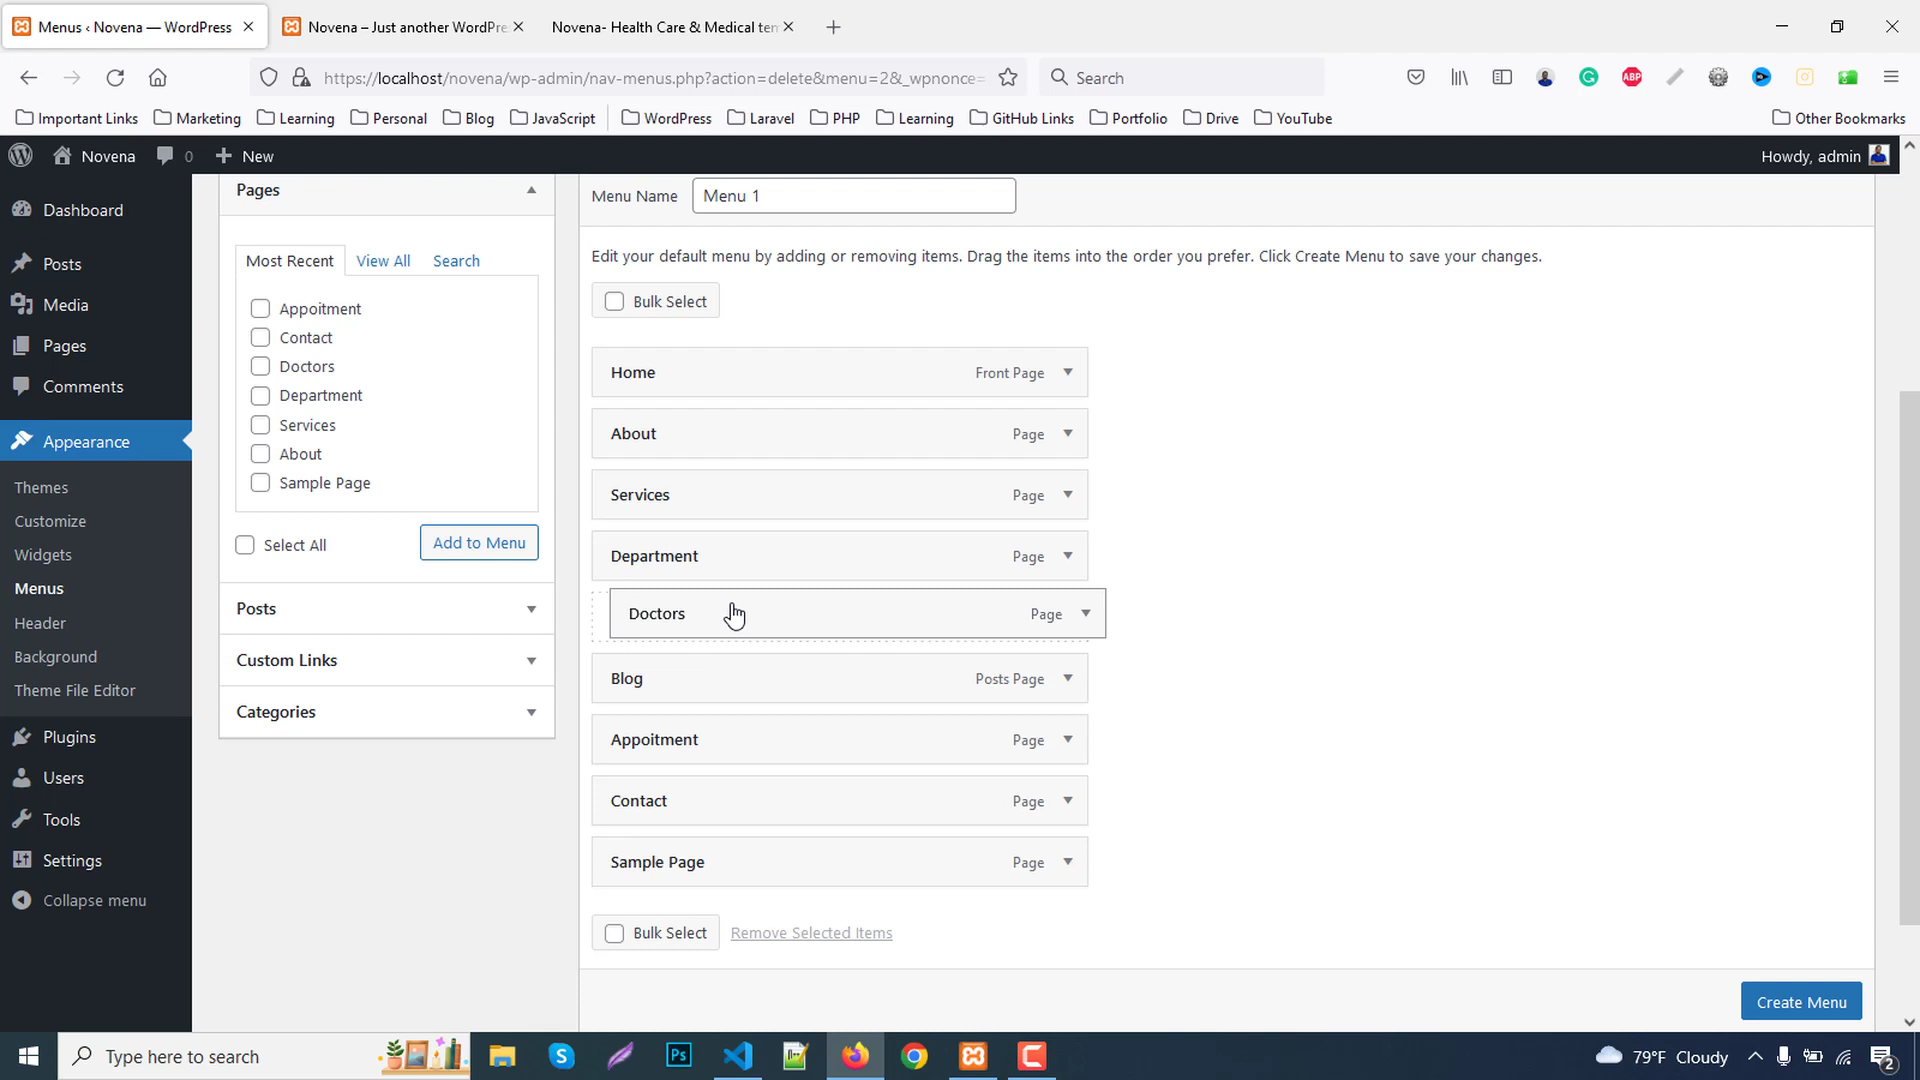 Menus ‹ Novena — WordPress
Novena – Just another WordPre
Novena- Health Care & Medical tem
https://localhost/novena/wp-admin/nav-menus.php?action=delete&menu=2&_wpnonce=
Search
ABP
Important Links
Marketing
Learning
Personal
Blog
JavaScript
WordPress
Laravel
PHP
Learning
GitHub Links
Portfolio
Drive
YouTube
Other Bookmarks
Novena
0
New
Howdy, admin
Dashboard
Posts
Media
Pages
Comments
Appearance
Themes
Customize
Widgets
Menus
Header
Background
Theme File Editor
Plugins
Users
Tools
Settings
Collapse menu
Pages
Most Recent
View All
Search
Appoitment
Contact
Doctors
Department
Services
About
Sample Page
Select All
Add to Menu
Posts
Custom Links
Categories
Menu Name
Menu 1
Edit your default menu by adding or removing items. Drag the items into the order you prefer. Click Create Menu to save your changes.
Bulk Select
Home Front Page
About Page
Services Page
Department Page
Doctors Page
Blog Posts Page
Appoitment Page
Contact Page
Sample Page Page
Bulk Select
Remove Selected Items
Create Menu
Type here to search
Ps
79°F Cloudy
2